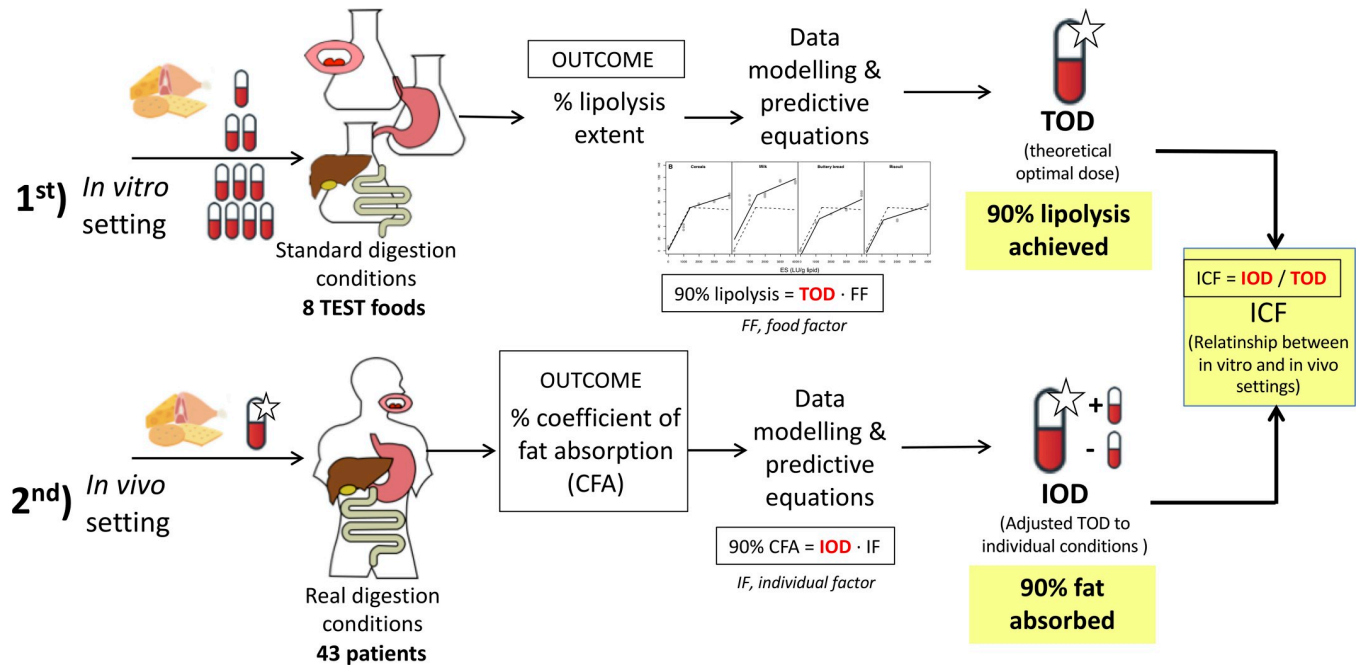 1st) In vitro
setting
Standard digestion
conditions
8 TEST foods
OUTCOME
% lipolysis
extent
Data
modelling &
predictive
equations
B
Cereals
Milk
Buttery bread
Biscuit
ES (LU/g lipid)
90% lipolysis = TOD · FF
FF, food factor
TOD
(theoretical
optimal dose)
90% lipolysis
achieved
ICF = IOD / TOD
ICF
(Relatinship between
in vitro and in vivo
settings)
2nd) In vivo
setting
Real digestion
conditions
43 patients
OUTCOME
% coefficient of
fat absorption
(CFA)
Data
modelling &
predictive
equations
90% CFA = IOD · IF
IF, individual factor
+
-
IOD
(Adjusted TOD to
individual conditions )
90% fat
absorbed